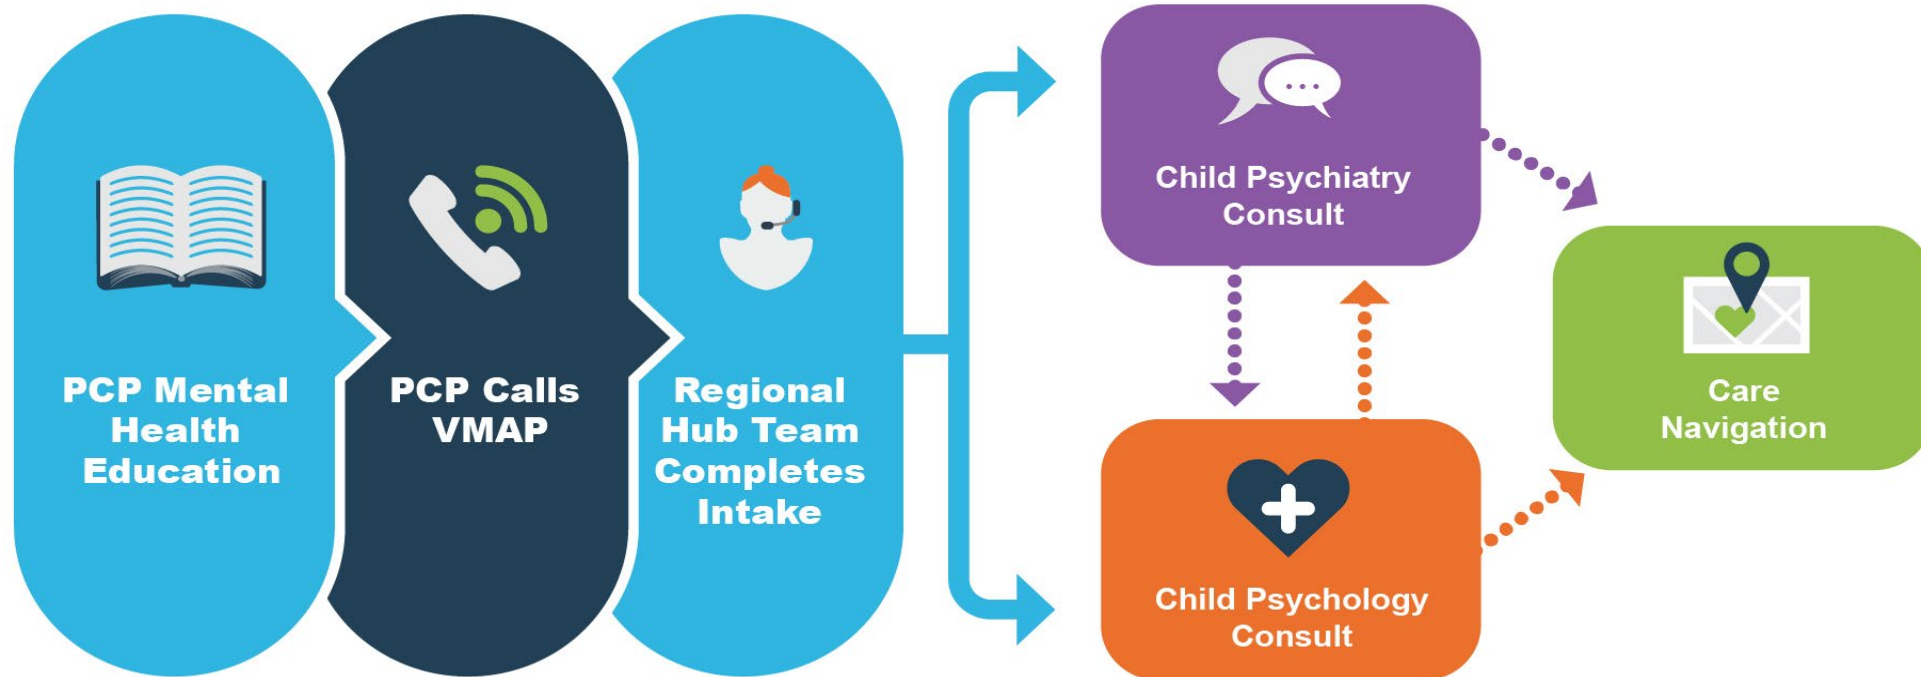 PCP Mental
Health
Education
PCP Calls
VMAP
Regional
Hub Team
Completes
Intake
Child Psychiatry
Consult
Child Psychology
Consult
Care
Navigation